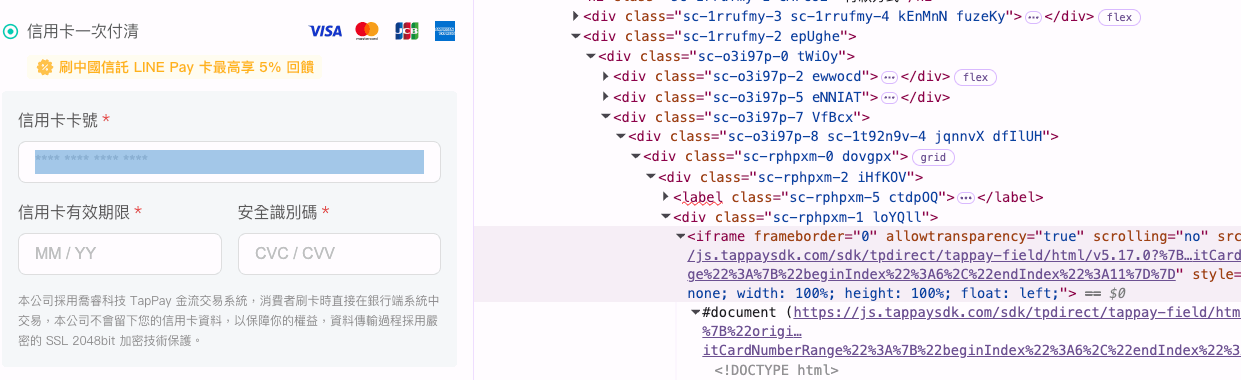 信用卡一次付清
VISA
mastercard
JCB
刷中國信託 LINE Pay 卡最高享 5% 回饋
信用卡卡號 *
**** **** **** ****
信用卡有效期限 *
安全識別碼 *
MM / YY
CVC / CVV
本公司採用喬睿科技 TapPay 金流交易系統，消費者刷卡時直接在銀行端系統中
交易，本公司不會留下您的信用卡資料，以保障你的權益，資料傳輸過程採用嚴
密的 SSL 2048bit 加密技術保護。
<div class="sc-1rrufmy-3 sc-1rrufmy-4 kEnMnN fuzeKy"> … </div> flex
<div class="sc-1rrufmy-2 epUghe">
<div class="sc-o3i97p-0 tWiOy">
<div class="sc-o3i97p-2 ewwocd"> … </div> flex
<div class="sc-o3i97p-5 eNNIAT"> … </div>
<div class="sc-o3i97p-7 VfBcx">
<div class="sc-o3i97p-8 sc-1t92n9v-4 jqnnvX dfIlUH">
<div class="sc-rphpxm-0 dovgpx"> grid
<div class="sc-rphpxm-2 iHfKOV">
<label class="sc-rphpxm-5 ctdpOQ"> … </label>
<div class="sc-rphpxm-1 loYQll">
<iframe frameborder="0" allowtransparency="true" scrolling="no" src
/js.tappaysdk.com/sdk/tpdirect/tappay-field/html/v5.17.0?%7B…itCard
ge%22%3A%7B%22beginIndex%22%3A6%2C%22endIndex%22%3A11%7D%7D" style=
none; width: 100%; height: 100%; float: left;"> == $0
#document (https://js.tappaysdk.com/sdk/tpdirect/tappay-field/htm
%7B%22origi…
itCardNumberRange%22%3A%7B%22beginIndex%22%3A6%2C%22endIndex%22%3
<!DOCTYPE html>